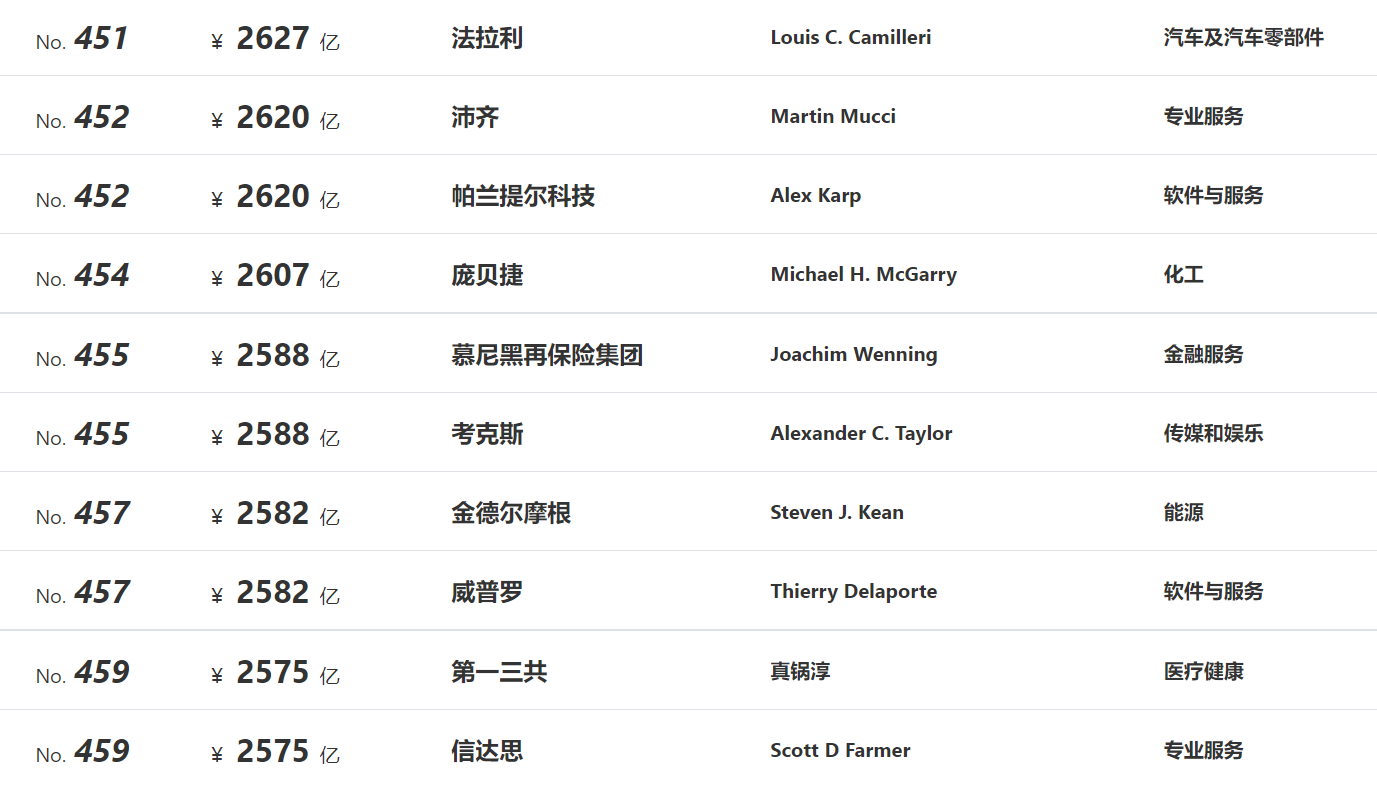 No. 451 ¥ 2627 亿 法拉利 Louis C. Camilleri 汽车及汽车零部件
No. 452 ¥ 2620 亿 沛齐 Martin Mucci 专业服务
No. 452 ¥ 2620 亿 帕兰提尔科技 Alex Karp 软件与服务
No. 454 ¥ 2607 亿 庞贝捷 Michael H. McGarry 化工
No. 455 ¥ 2588 亿 慕尼黑再保险集团 Joachim Wenning 金融服务
No. 455 ¥ 2588 亿 考克斯 Alexander C. Taylor 传媒和娱乐
No. 457 ¥ 2582 亿 金德尔摩根 Steven J. Kean 能源
No. 457 ¥ 2582 亿 威普罗 Thierry Delaporte 软件与服务
No. 459 ¥ 2575 亿 第一三共 真锅淳 医疗健康
No. 459 ¥ 2575 亿 信达思 Scott D Farmer 专业服务